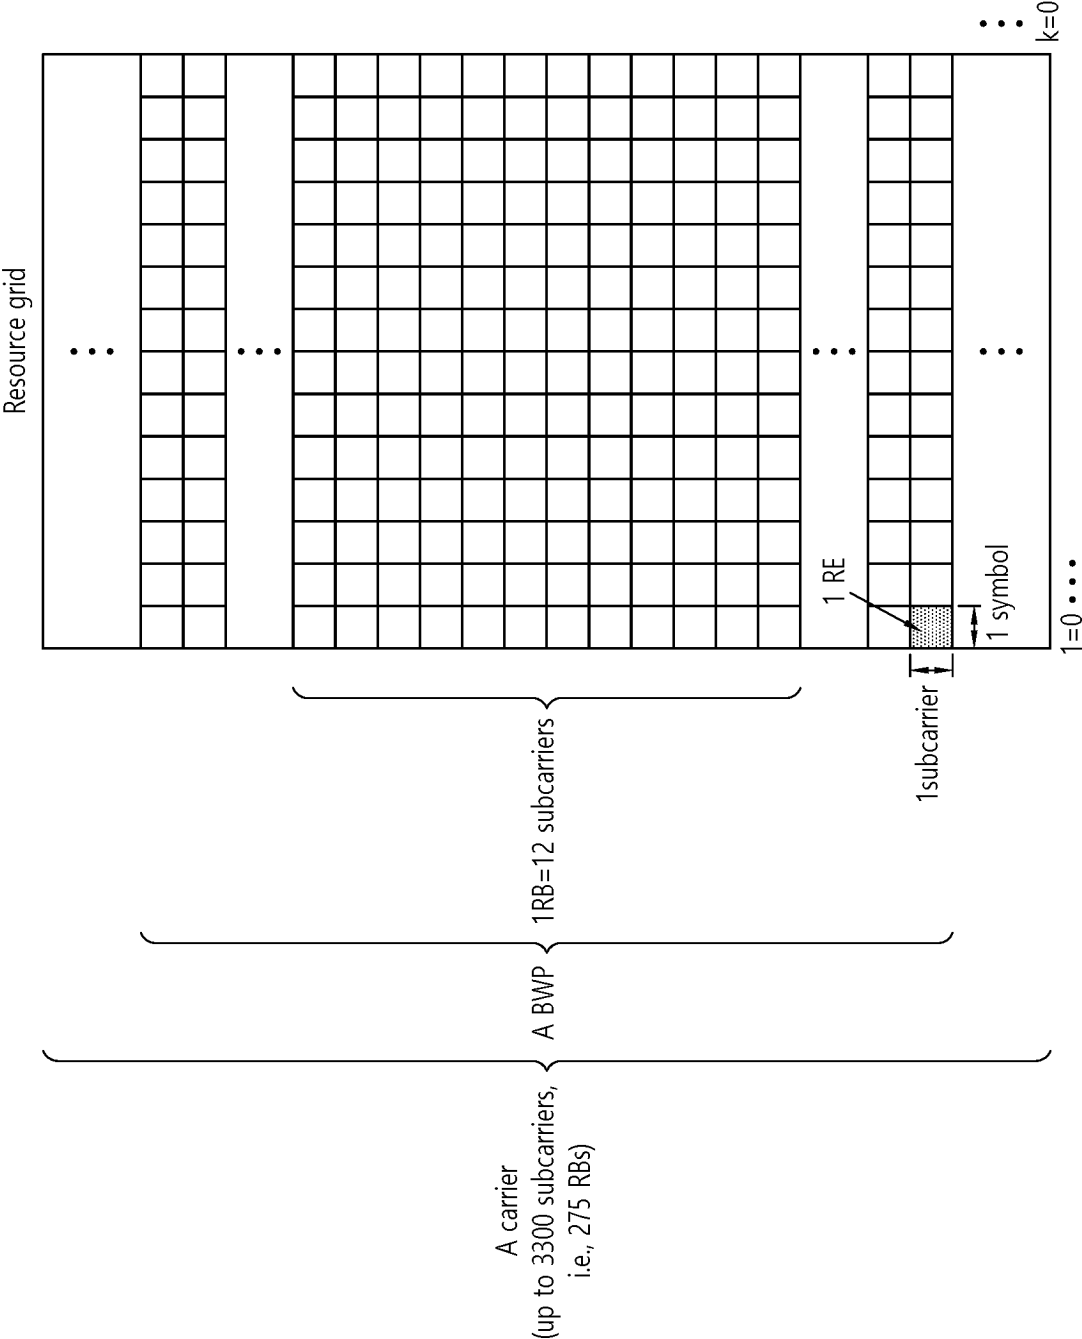 Resource grid
A carrier
(up to 3300 subcarriers,
i.e., 275 RBs)
A BWP
1RB=12 subcarriers
1 RE
1subcarrier
1 symbol
1=0
k=0